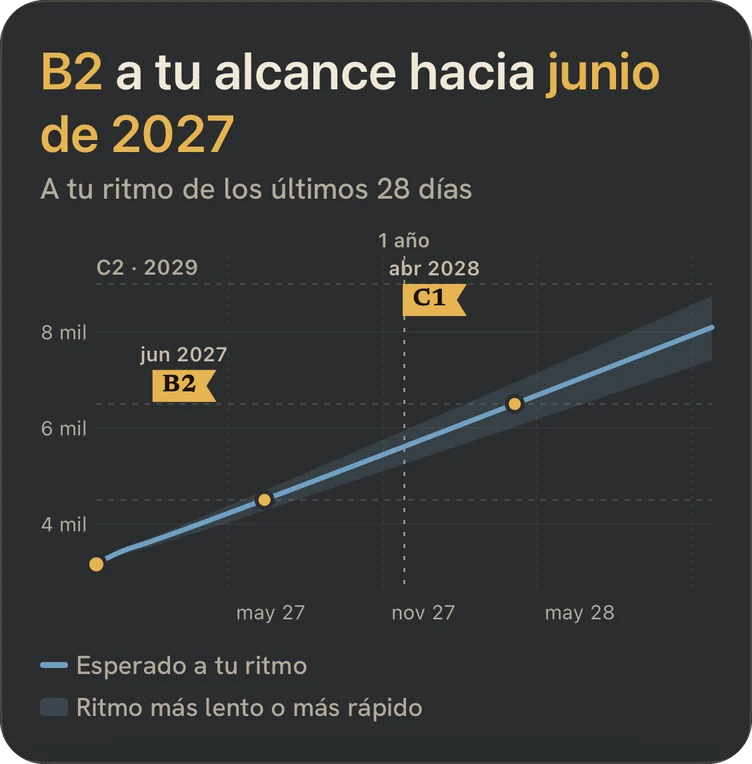 B2 a tu alcance hacia junio
de 2027
A tu ritmo de los últimos 28 días
1 año
C2 · 2029
abr 2028
C1
8 mil
jun 2027
B2
6 mil
4 mil
may 27
nov 27
may 28
Esperado a tu ritmo
Ritmo más lento o más rápido